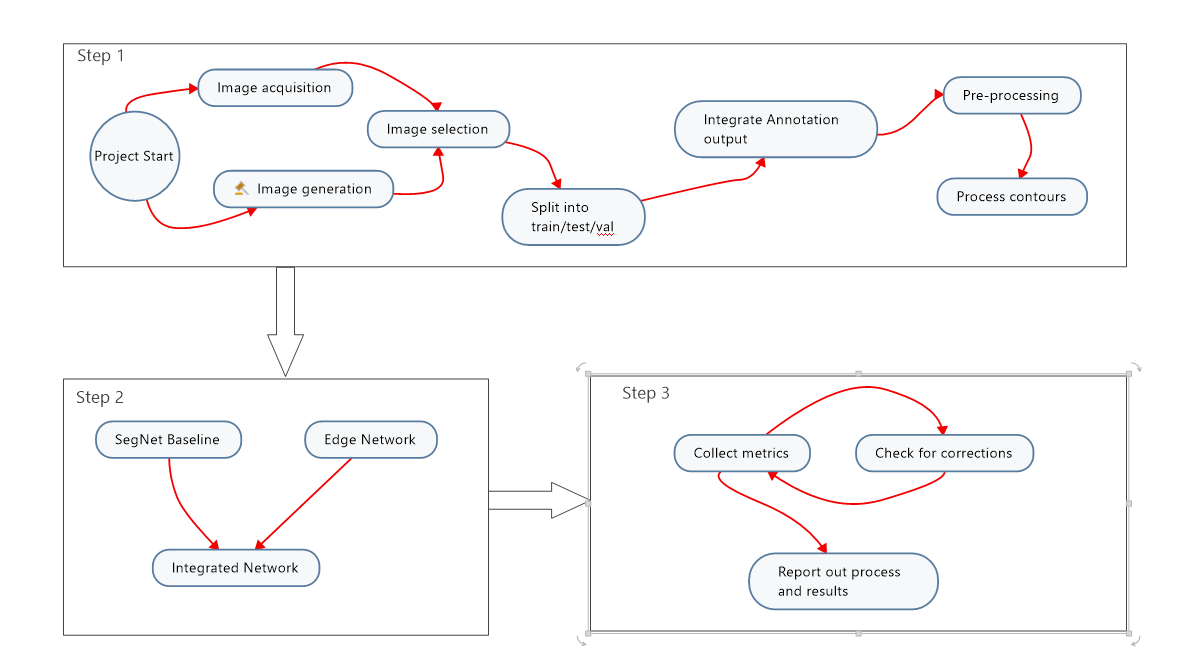 Step 1
Image acquisition
Pre-processing
Integrate Annotation
output
Image selection
Project Start
Image generation
Process contours
Split into
train/test/val
Step 2
Step 3
SegNet Baseline
Edge Network
Collect metrics
Check for corrections
Integrated Network
Report out process
and results